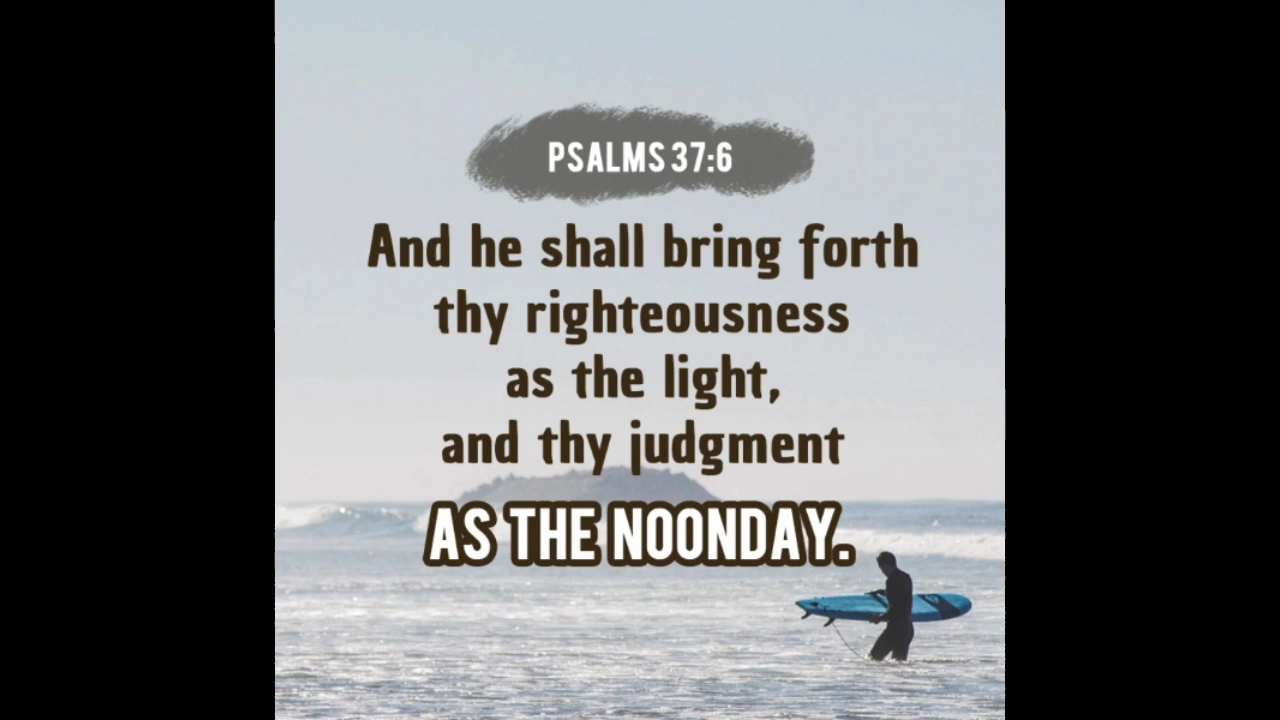 PSALMS 37:6
And he shall bring forth
thy righteousness
as the light,
and thy judgment
AS THE NOONDAY.